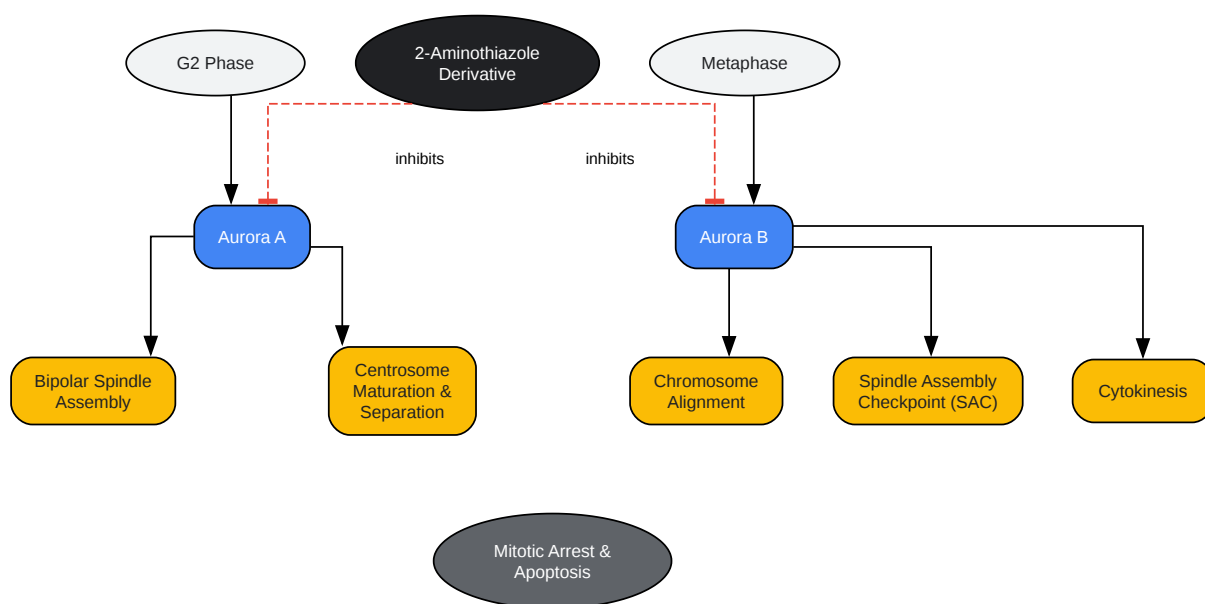 G2 Phase
2-Aminothiazole
Derivative
Metaphase
inhibits
inhibits
Aurora A
Aurora B
Bipolar Spindle
Assembly
Centrosome
Maturation &
Separation
Chromosome
Alignment
Spindle Assembly
Checkpoint (SAC)
Cytokinesis
Mitotic Arrest &
Apoptosis